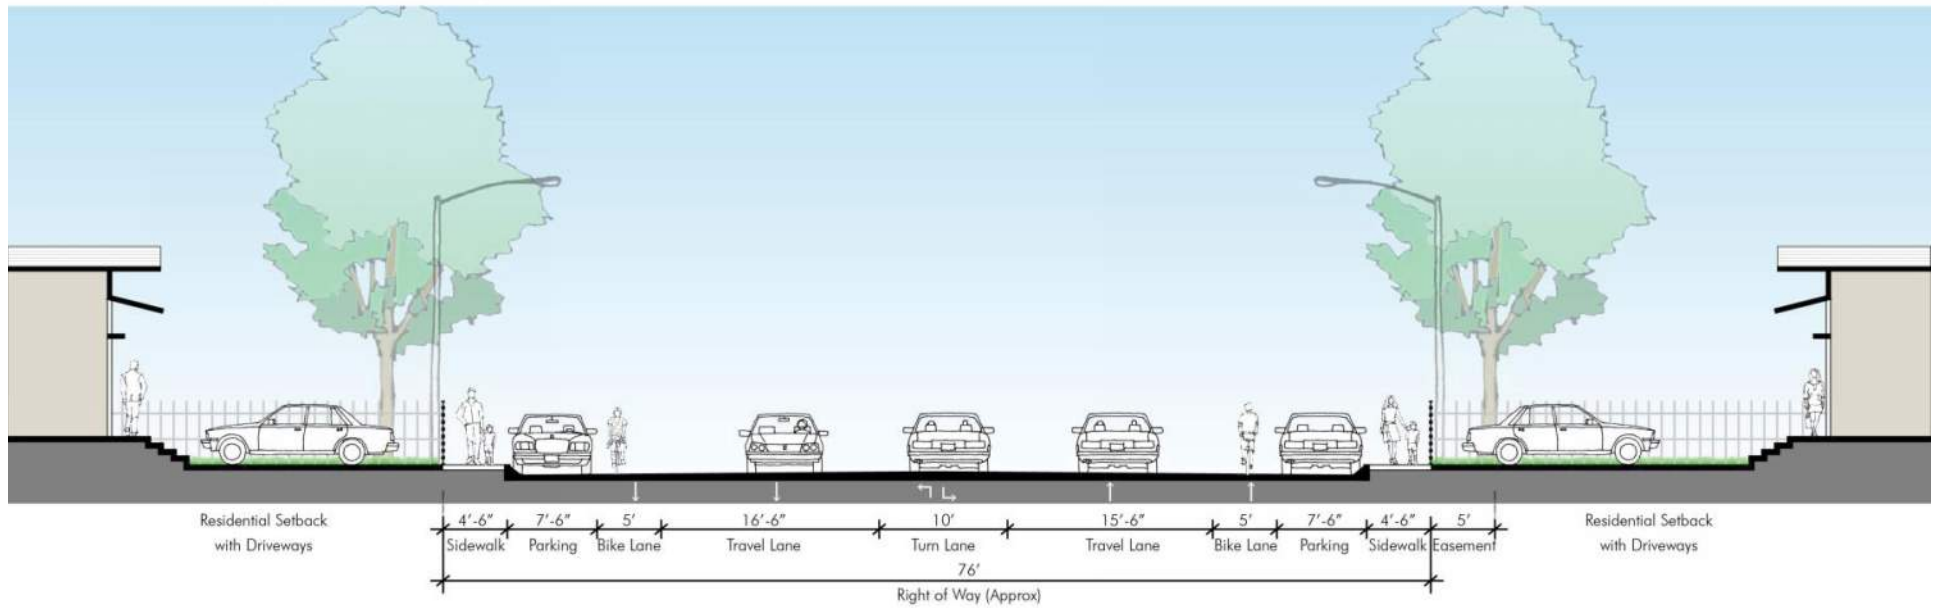 4'-6" 7'-6" 5' 16'-6" 10' 15'-6" 5' 7'-6" 4'-6" 5'
Residential Setback
with Driveways
Sidewalk Parking Bike Lane Travel Lane Turn Lane Travel Lane Bike Lane Parking Sidewalk Easement
Residential Setback
with Driveways
76'
Right of Way (Approx)